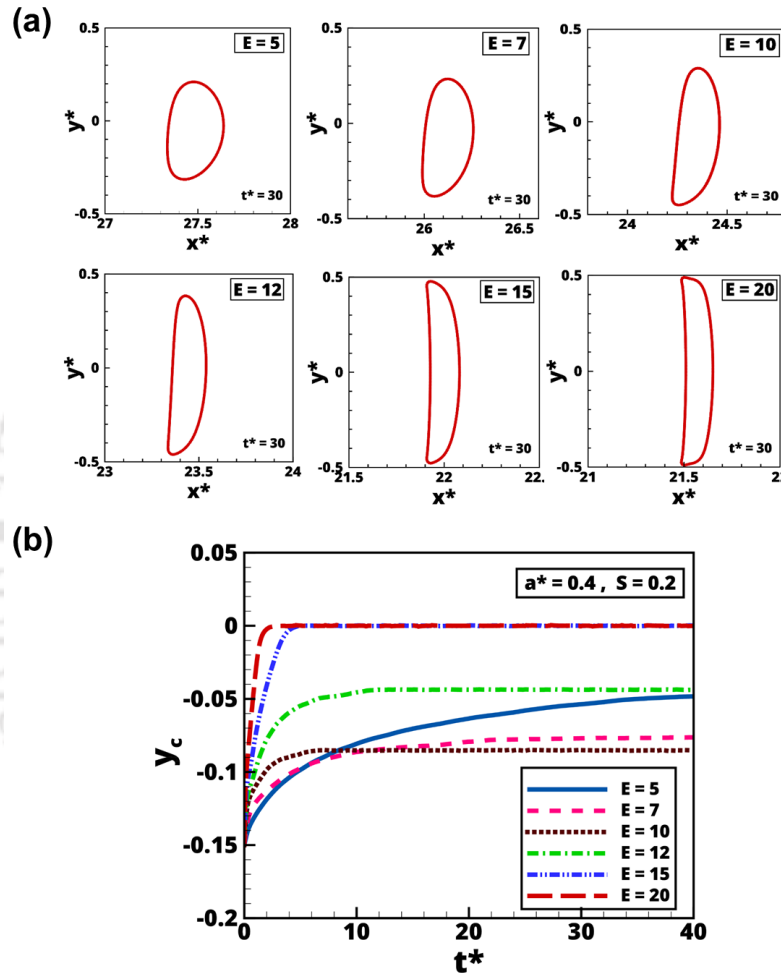 (a)
0.5 E = 5 0.5 E = 7 0.5 E = 10
y* 0 y* 0 y* 0
t* = 30 t* = 30 t* = 30
-0.5 -0.5 -0.5
27 27.5 28 26 26.5 24 24.5
x* x* x*
0.5 E = 12 0.5 E = 15 0.5 E = 20
y* 0 y* 0 y* 0
t* = 30 t* = 30 t* = 30
-0.5 -0.5 -0.5
23 23.5 24 21.5 22 22. 21 21.5
x* x* x*
(b)
0.05
a* = 0.4 , S = 0.2
0
-0.05
yc
-0.1
E = 5
E = 7
E = 10
-0.15
E = 12
E = 15
E = 20
-0.2
0 10 20 30 40
t*